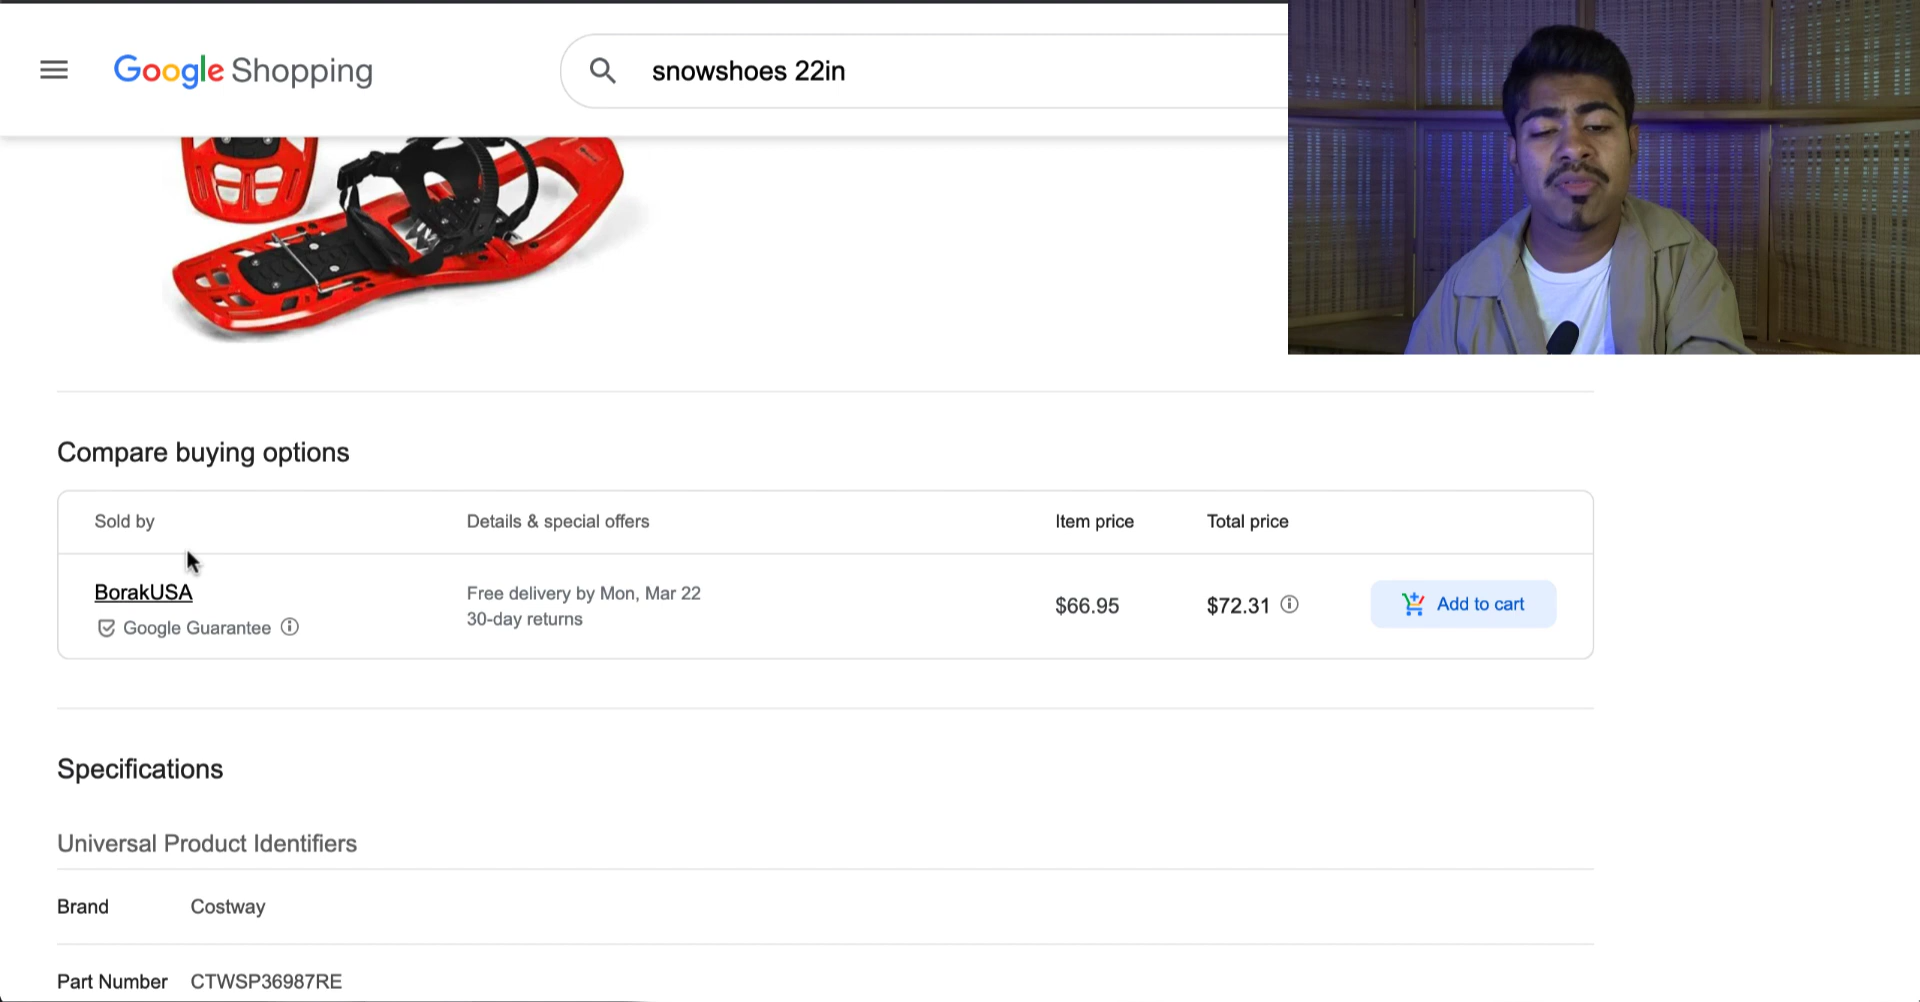 Google Shopping
snowshoes 22in
Compare buying options
Sold by Details & special offers Item price Total price
BorakUSA Free delivery by Mon, Mar 22 $66.95 $72.31 Add to cart
Google Guarantee 30-day returns
Specifications
Universal Product Identifiers
Brand Costway
Part Number CTWSP36987RE